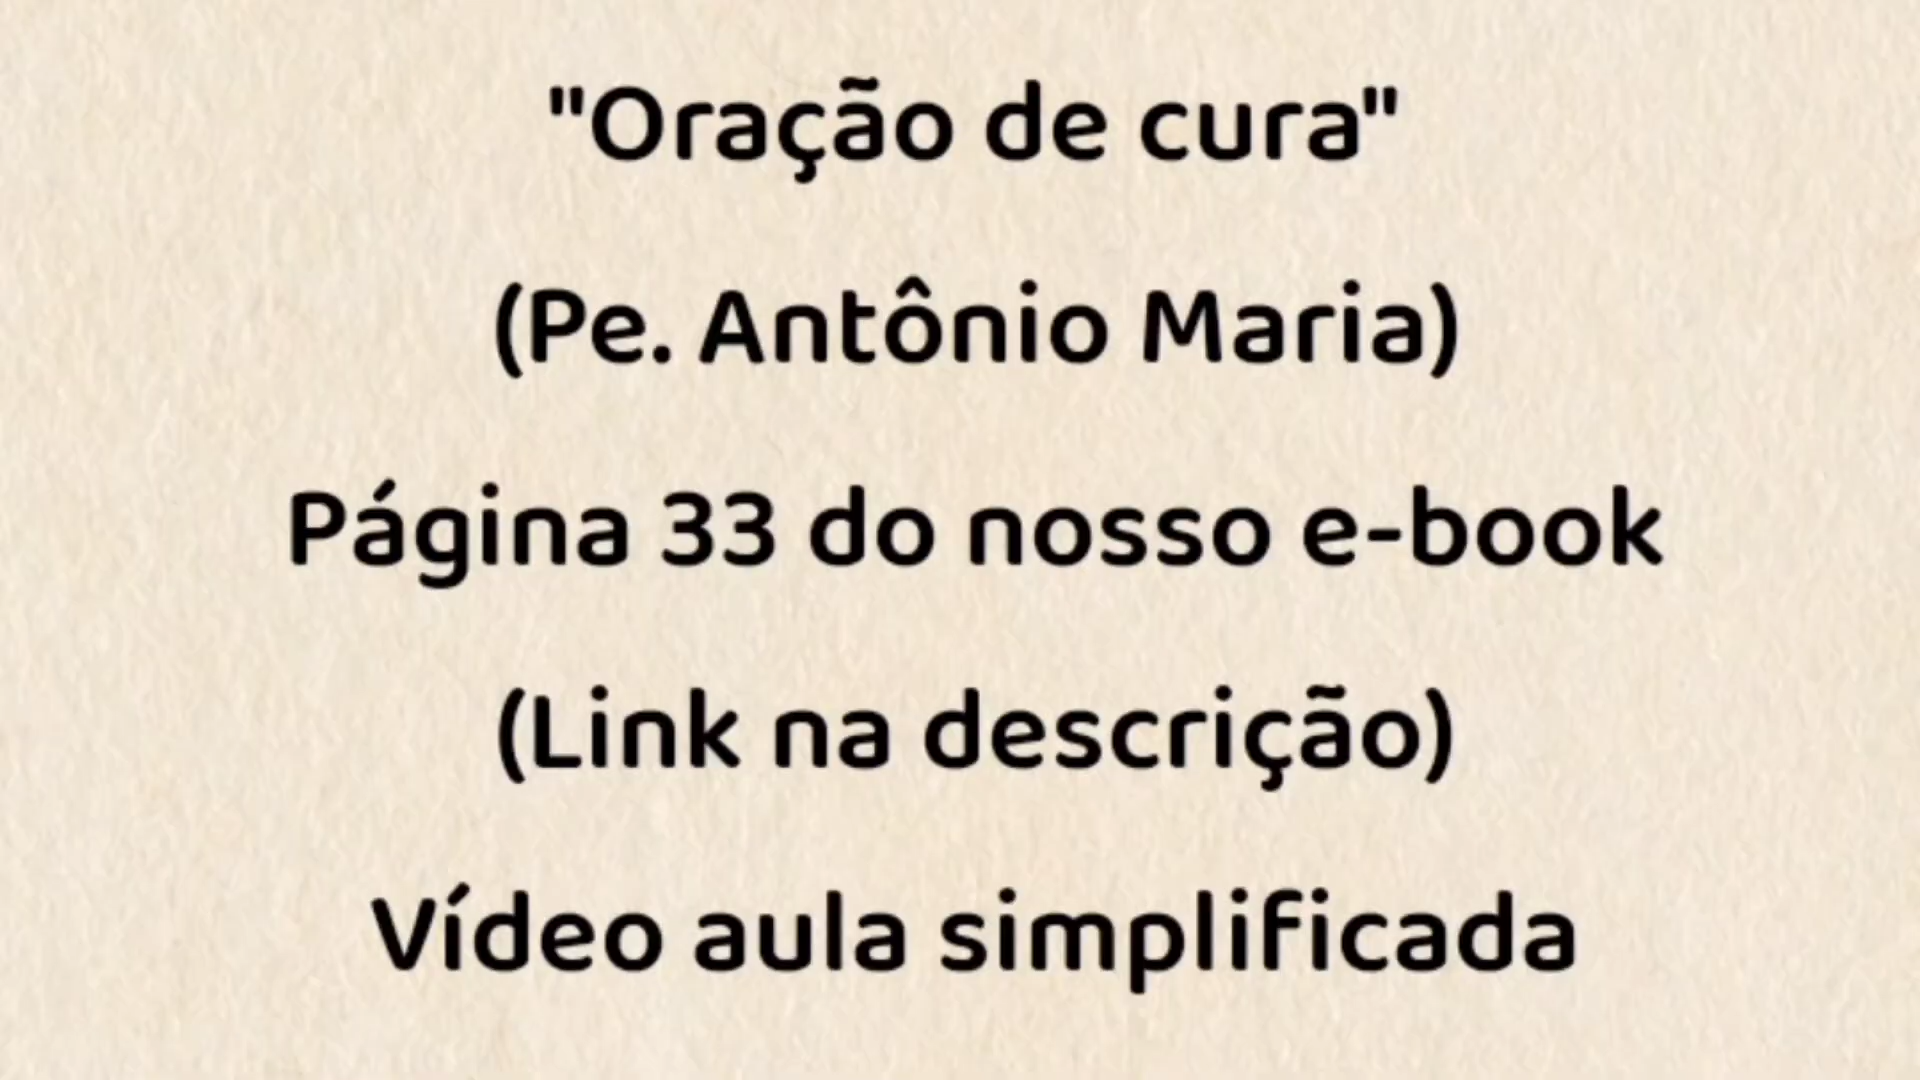 "Oração de cura"
(Pe. Antônio Maria)
Página 33 do nosso e-book
(Link na descrição)
Vídeo aula simplificada